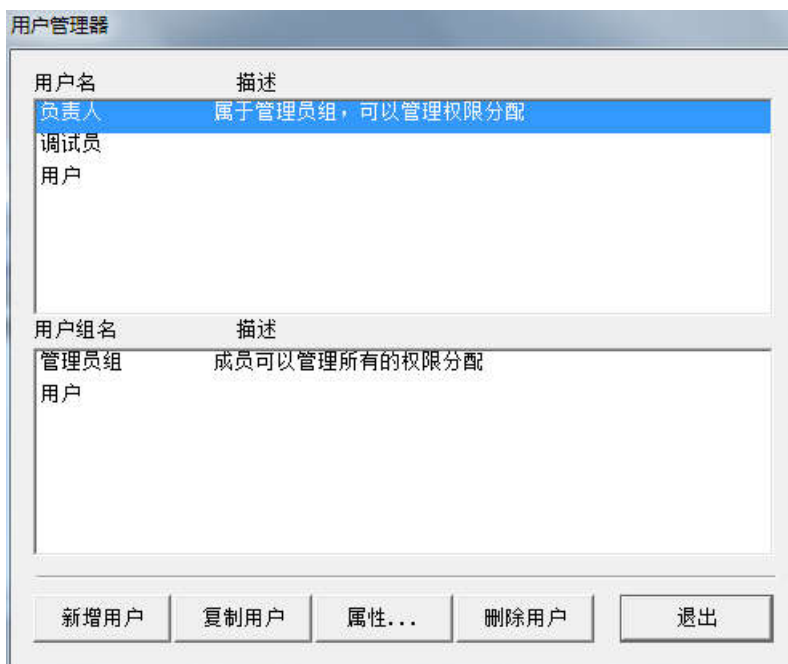 用户管理器
用户名 描述
负责人 属于管理员组，可以管理权限分配
调试员
用户
用户组名 描述
管理员组 成员可以管理所有的权限分配
用户
新增用户 复制用户 属性... 删除用户 退出